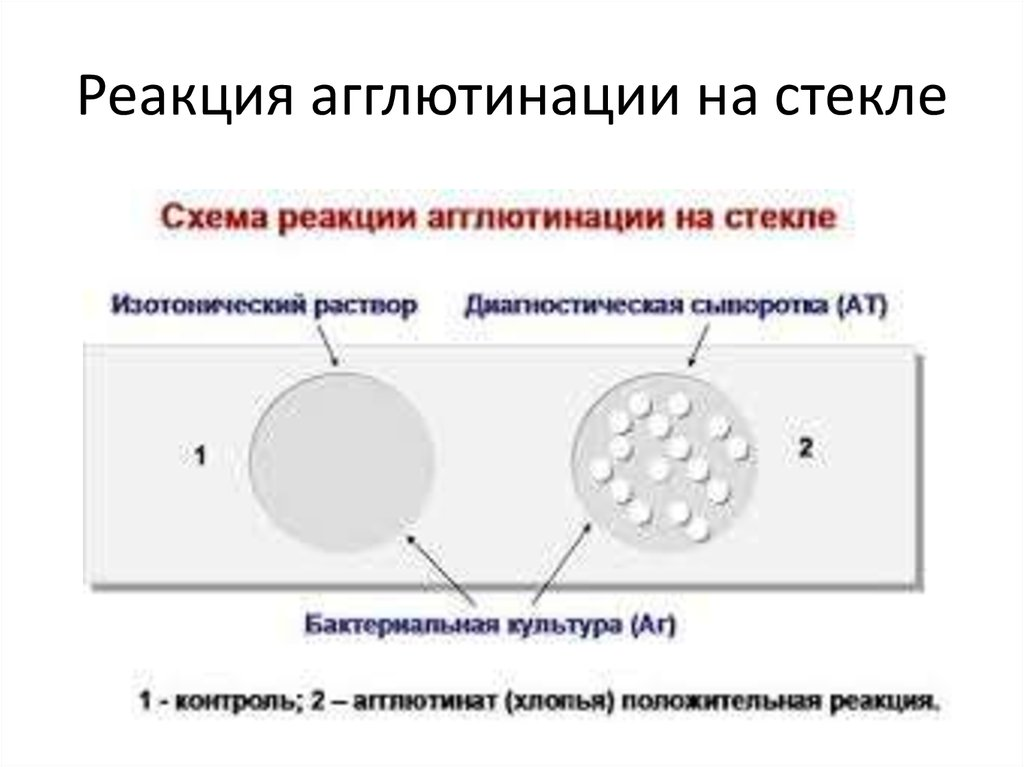 Реакция агглютинации на стекле
Схема реакции агглютинации на стекле
Изотонический раствор
Диагностическая сыворотка (АТ)
1
2
Бактериальная культура (Аг)
1 - контроль; 2 – агглютинат (хлопья) положительная реакция.